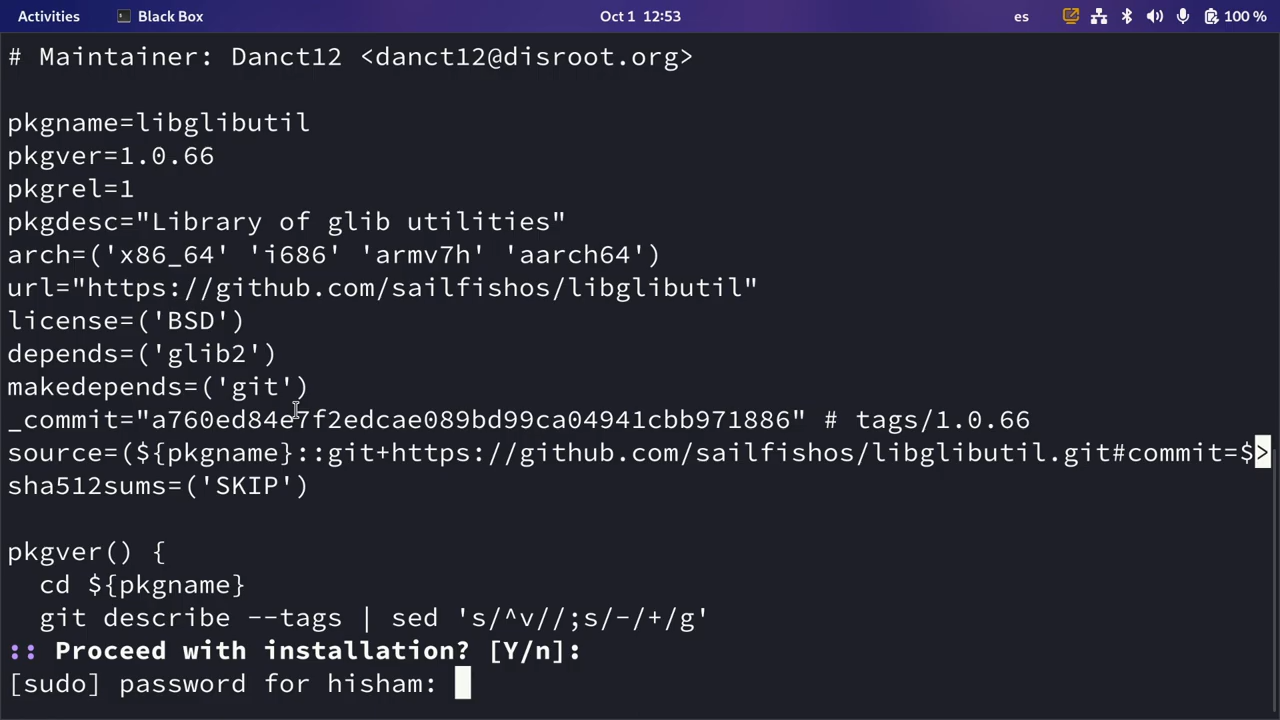 Activities Black Box Oct 1 12:53 es 100 %
# Maintainer: Danct12 <danct12@disroot.org>
pkgname=libglibutil
pkgver=1.0.66
pkgrel=1
pkgdesc="Library of glib utilities"
arch=('x86_64' 'i686' 'armv7h' 'aarch64')
url="https://github.com/sailfishos/libglibutil"
license=('BSD')
depends=('glib2')
makedepends=('git')
_commit="a760ed84e7f2edcae089bd99ca04941cbb971886" # tags/1.0.66
source=(${pkgname}::git+https://github.com/sailfishos/libglibutil.git#commit=$>
sha512sums=('SKIP')
pkgver() {
cd ${pkgname}
git describe --tags | sed 's/^v//;s/-/+/g'
:: Proceed with installation? [Y/n]:
[sudo] password for hisham: